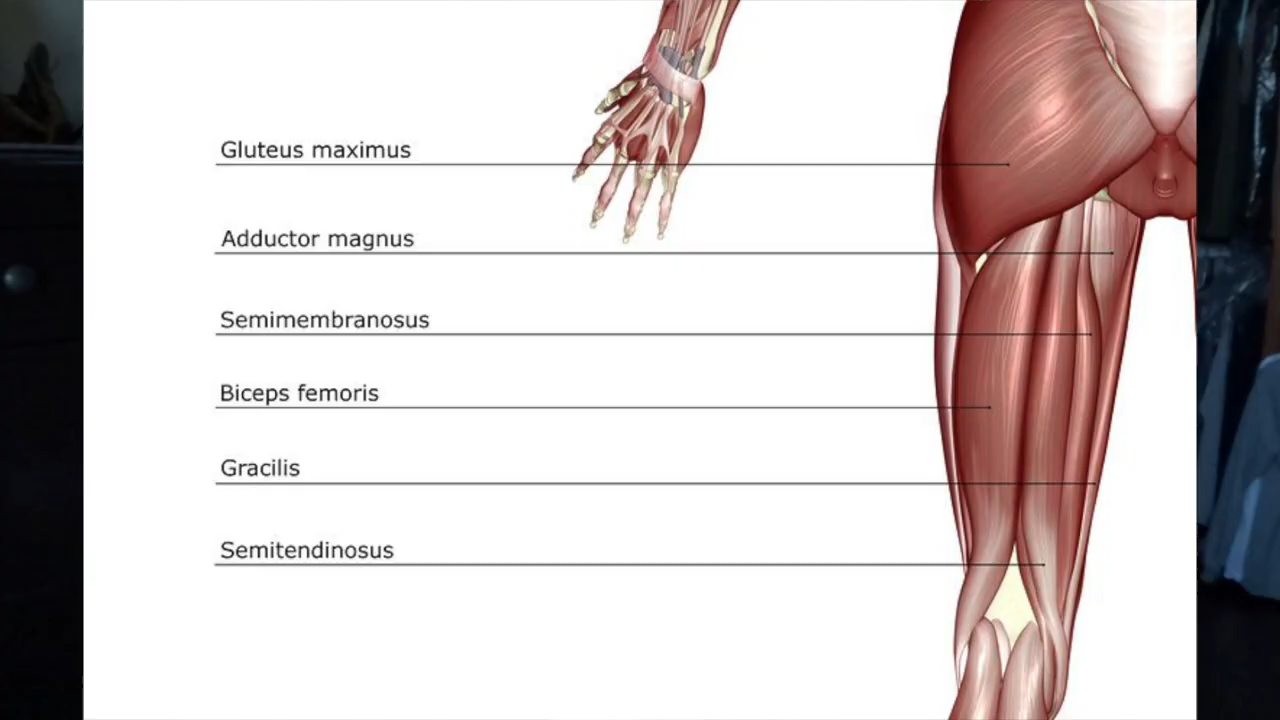 Gluteus maximus
Adductor magnus
Semimembranosus
Biceps femoris
Gracilis
Semitendinosus